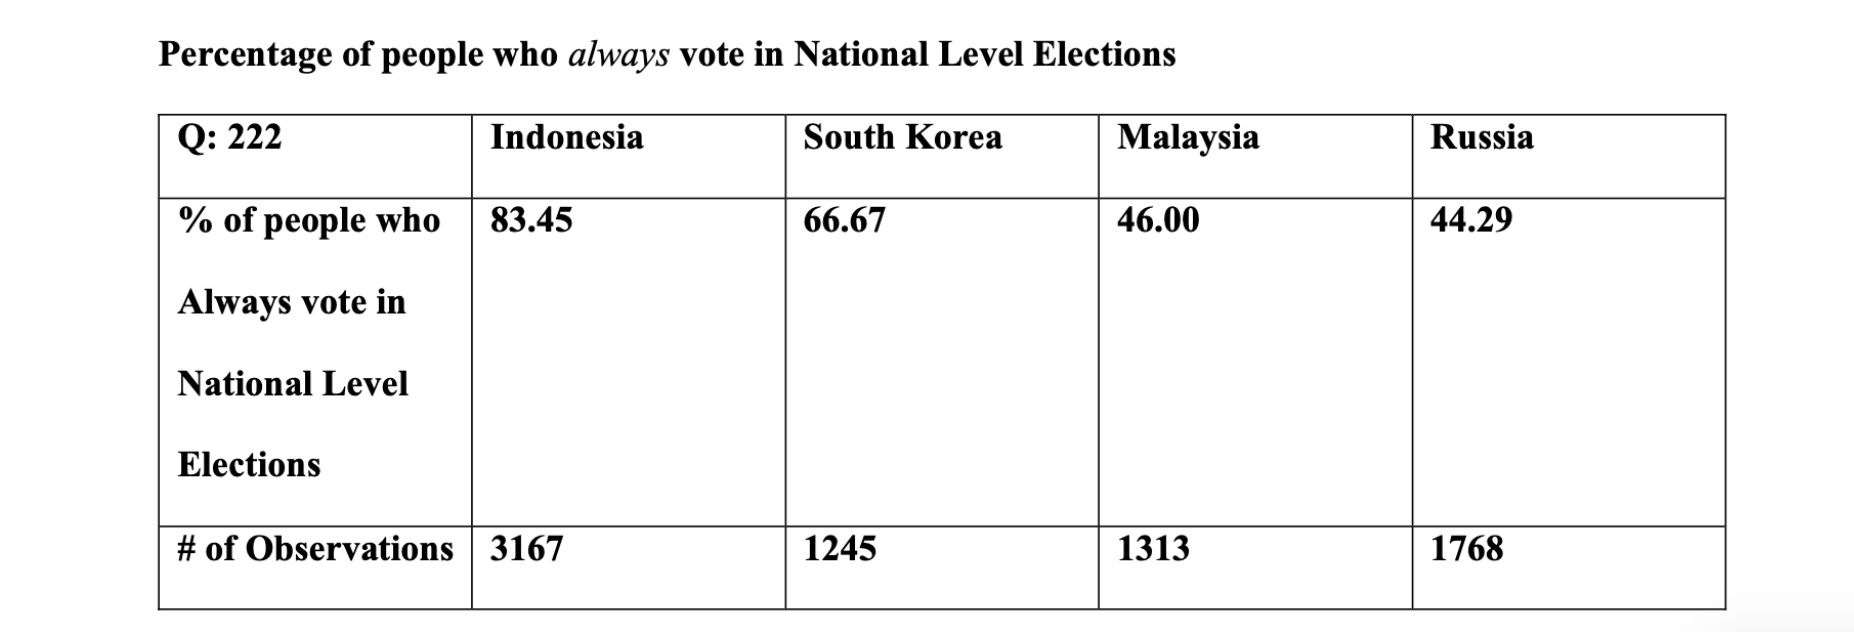 Percentage of people who always vote in National Level Elections
Q: 222 Indonesia South Korea Malaysia Russia
% of people who 83.45 66.67 46.00 44.29
Always vote in
National Level
Elections
# of Observations 3167 1245 1313 1768